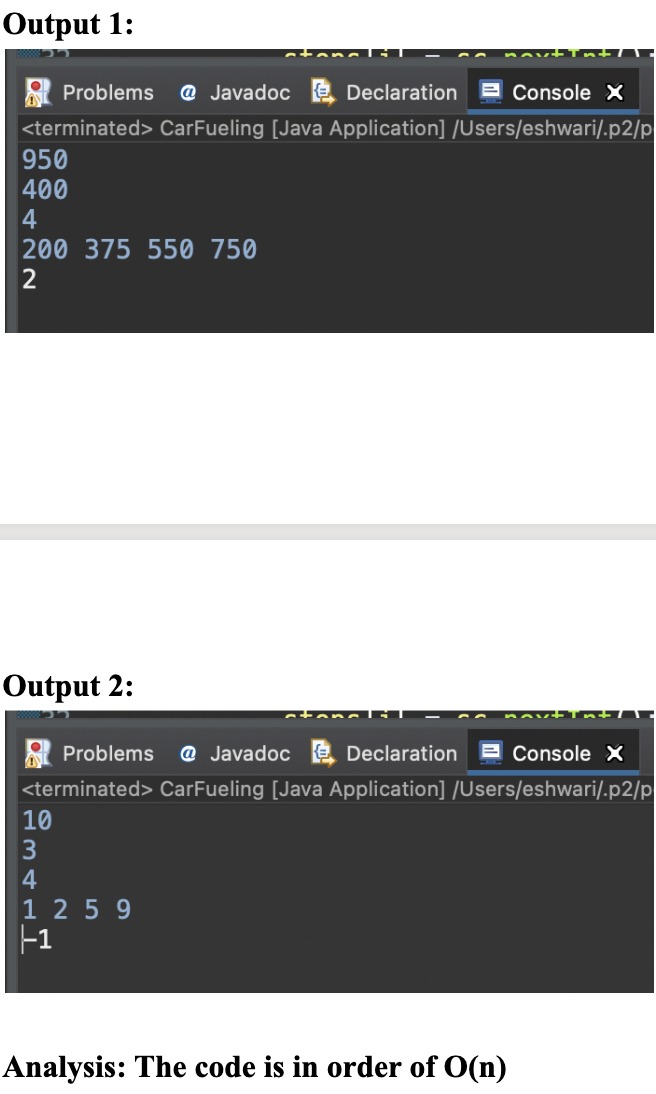 Output 1:
Problems @ Javadoc Declaration Console
<terminated> CarFueling [Java Application] /Users/eshwari/.p2/p
950
400
4
200 375 550 750
2
Output 2:
Problems @ Javadoc Declaration Console
<terminated> CarFueling [Java Application] /Users/eshwari/.p2/p
10
3
4
1 2 5 9
-1
Analysis: The code is in order of O(n)